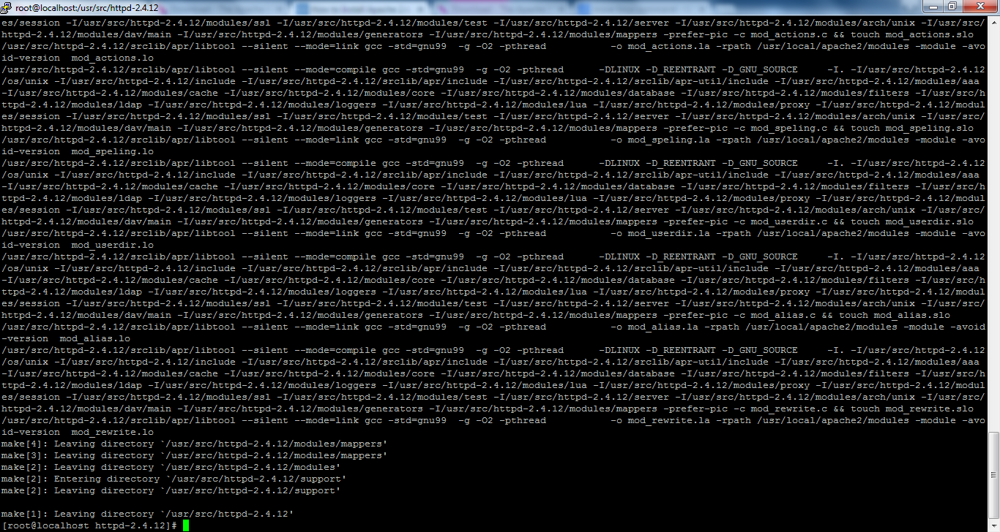 root@localhost:/usr/src/httpd-2.4.12
es/session -I/usr/src/httpd-2.4.12/modules/ssl -I/usr/src/httpd-2.4.12/modules/test -I/usr/src/httpd-2.4.12/server -I/usr/src/httpd-2.4.12/modules/arch/unix -I/usr/src/
httpd-2.4.12/modules/dav/main -I/usr/src/httpd-2.4.12/modules/generators -I/usr/src/httpd-2.4.12/modules/mappers -prefer-pic -c mod_actions.c && touch mod_actions.slo
/usr/src/httpd-2.4.12/srclib/apr/libtool --silent --mode=link gcc -std=gnu99  -g -O2 -pthread           -o mod_actions.la -rpath /usr/local/apache2/modules -module -avo
id-version  mod_actions.lo
/usr/src/httpd-2.4.12/srclib/apr/libtool --silent --mode=compile gcc -std=gnu99  -g -O2 -pthread      -DLINUX -D_REENTRANT -D_GNU_SOURCE     -I. -I/usr/src/httpd-2.4.12
/os/unix -I/usr/src/httpd-2.4.12/include -I/usr/src/httpd-2.4.12/srclib/apr/include -I/usr/src/httpd-2.4.12/srclib/apr-util/include -I/usr/src/httpd-2.4.12/modules/aaa
-I/usr/src/httpd-2.4.12/modules/cache -I/usr/src/httpd-2.4.12/modules/core -I/usr/src/httpd-2.4.12/modules/database -I/usr/src/httpd-2.4.12/modules/filters -I/usr/src/h
ttpd-2.4.12/modules/ldap -I/usr/src/httpd-2.4.12/modules/loggers -I/usr/src/httpd-2.4.12/modules/lua -I/usr/src/httpd-2.4.12/modules/proxy -I/usr/src/httpd-2.4.12/modul
es/session -I/usr/src/httpd-2.4.12/modules/ssl -I/usr/src/httpd-2.4.12/modules/test -I/usr/src/httpd-2.4.12/server -I/usr/src/httpd-2.4.12/modules/arch/unix -I/usr/src/
httpd-2.4.12/modules/dav/main -I/usr/src/httpd-2.4.12/modules/generators -I/usr/src/httpd-2.4.12/modules/mappers -prefer-pic -c mod_speling.c && touch mod_speling.slo
/usr/src/httpd-2.4.12/srclib/apr/libtool --silent --mode=link gcc -std=gnu99  -g -O2 -pthread           -o mod_speling.la -rpath /usr/local/apache2/modules -module -avo
id-version  mod_speling.lo
/usr/src/httpd-2.4.12/srclib/apr/libtool --silent --mode=compile gcc -std=gnu99  -g -O2 -pthread      -DLINUX -D_REENTRANT -D_GNU_SOURCE     -I. -I/usr/src/httpd-2.4.12
/os/unix -I/usr/src/httpd-2.4.12/include -I/usr/src/httpd-2.4.12/srclib/apr/include -I/usr/src/httpd-2.4.12/srclib/apr-util/include -I/usr/src/httpd-2.4.12/modules/aaa
-I/usr/src/httpd-2.4.12/modules/cache -I/usr/src/httpd-2.4.12/modules/core -I/usr/src/httpd-2.4.12/modules/database -I/usr/src/httpd-2.4.12/modules/filters -I/usr/src/h
ttpd-2.4.12/modules/ldap -I/usr/src/httpd-2.4.12/modules/loggers -I/usr/src/httpd-2.4.12/modules/lua -I/usr/src/httpd-2.4.12/modules/proxy -I/usr/src/httpd-2.4.12/modul
es/session -I/usr/src/httpd-2.4.12/modules/ssl -I/usr/src/httpd-2.4.12/modules/test -I/usr/src/httpd-2.4.12/server -I/usr/src/httpd-2.4.12/modules/arch/unix -I/usr/src/
httpd-2.4.12/modules/dav/main -I/usr/src/httpd-2.4.12/modules/generators -I/usr/src/httpd-2.4.12/modules/mappers -prefer-pic -c mod_userdir.c && touch mod_userdir.slo
/usr/src/httpd-2.4.12/srclib/apr/libtool --silent --mode=link gcc -std=gnu99  -g -O2 -pthread           -o mod_userdir.la -rpath /usr/local/apache2/modules -module -avo
id-version  mod_userdir.lo
/usr/src/httpd-2.4.12/srclib/apr/libtool --silent --mode=compile gcc -std=gnu99  -g -O2 -pthread      -DLINUX -D_REENTRANT -D_GNU_SOURCE     -I. -I/usr/src/httpd-2.4.12
/os/unix -I/usr/src/httpd-2.4.12/include -I/usr/src/httpd-2.4.12/srclib/apr/include -I/usr/src/httpd-2.4.12/srclib/apr-util/include -I/usr/src/httpd-2.4.12/modules/aaa
-I/usr/src/httpd-2.4.12/modules/cache -I/usr/src/httpd-2.4.12/modules/core -I/usr/src/httpd-2.4.12/modules/database -I/usr/src/httpd-2.4.12/modules/filters -I/usr/src/h
ttpd-2.4.12/modules/ldap -I/usr/src/httpd-2.4.12/modules/loggers -I/usr/src/httpd-2.4.12/modules/lua -I/usr/src/httpd-2.4.12/modules/proxy -I/usr/src/httpd-2.4.12/modul
es/session -I/usr/src/httpd-2.4.12/modules/ssl -I/usr/src/httpd-2.4.12/modules/test -I/usr/src/httpd-2.4.12/server -I/usr/src/httpd-2.4.12/modules/arch/unix -I/usr/src/
httpd-2.4.12/modules/dav/main -I/usr/src/httpd-2.4.12/modules/generators -I/usr/src/httpd-2.4.12/modules/mappers -prefer-pic -c mod_alias.c && touch mod_alias.slo
/usr/src/httpd-2.4.12/srclib/apr/libtool --silent --mode=link gcc -std=gnu99  -g -O2 -pthread           -o mod_alias.la -rpath /usr/local/apache2/modules -module -avoid
-version  mod_alias.lo
/usr/src/httpd-2.4.12/srclib/apr/libtool --silent --mode=compile gcc -std=gnu99  -g -O2 -pthread      -DLINUX -D_REENTRANT -D_GNU_SOURCE     -I. -I/usr/src/httpd-2.4.12
/os/unix -I/usr/src/httpd-2.4.12/include -I/usr/src/httpd-2.4.12/srclib/apr/include -I/usr/src/httpd-2.4.12/srclib/apr-util/include -I/usr/src/httpd-2.4.12/modules/aaa
-I/usr/src/httpd-2.4.12/modules/cache -I/usr/src/httpd-2.4.12/modules/core -I/usr/src/httpd-2.4.12/modules/database -I/usr/src/httpd-2.4.12/modules/filters -I/usr/src/h
ttpd-2.4.12/modules/ldap -I/usr/src/httpd-2.4.12/modules/loggers -I/usr/src/httpd-2.4.12/modules/lua -I/usr/src/httpd-2.4.12/modules/proxy -I/usr/src/httpd-2.4.12/modul
es/session -I/usr/src/httpd-2.4.12/modules/ssl -I/usr/src/httpd-2.4.12/modules/test -I/usr/src/httpd-2.4.12/server -I/usr/src/httpd-2.4.12/modules/arch/unix -I/usr/src/
httpd-2.4.12/modules/dav/main -I/usr/src/httpd-2.4.12/modules/generators -I/usr/src/httpd-2.4.12/modules/mappers -prefer-pic -c mod_rewrite.c && touch mod_rewrite.slo
/usr/src/httpd-2.4.12/srclib/apr/libtool --silent --mode=link gcc -std=gnu99  -g -O2 -pthread           -o mod_rewrite.la -rpath /usr/local/apache2/modules -module -avo
id-version  mod_rewrite.lo
make[4]: Leaving directory `/usr/src/httpd-2.4.12/modules/mappers'
make[3]: Leaving directory `/usr/src/httpd-2.4.12/modules/mappers'
make[2]: Leaving directory `/usr/src/httpd-2.4.12/modules'
make[2]: Entering directory `/usr/src/httpd-2.4.12/support'
make[2]: Leaving directory `/usr/src/httpd-2.4.12/support'

make[1]: Leaving directory `/usr/src/httpd-2.4.12'
[root@localhost httpd-2.4.12]#